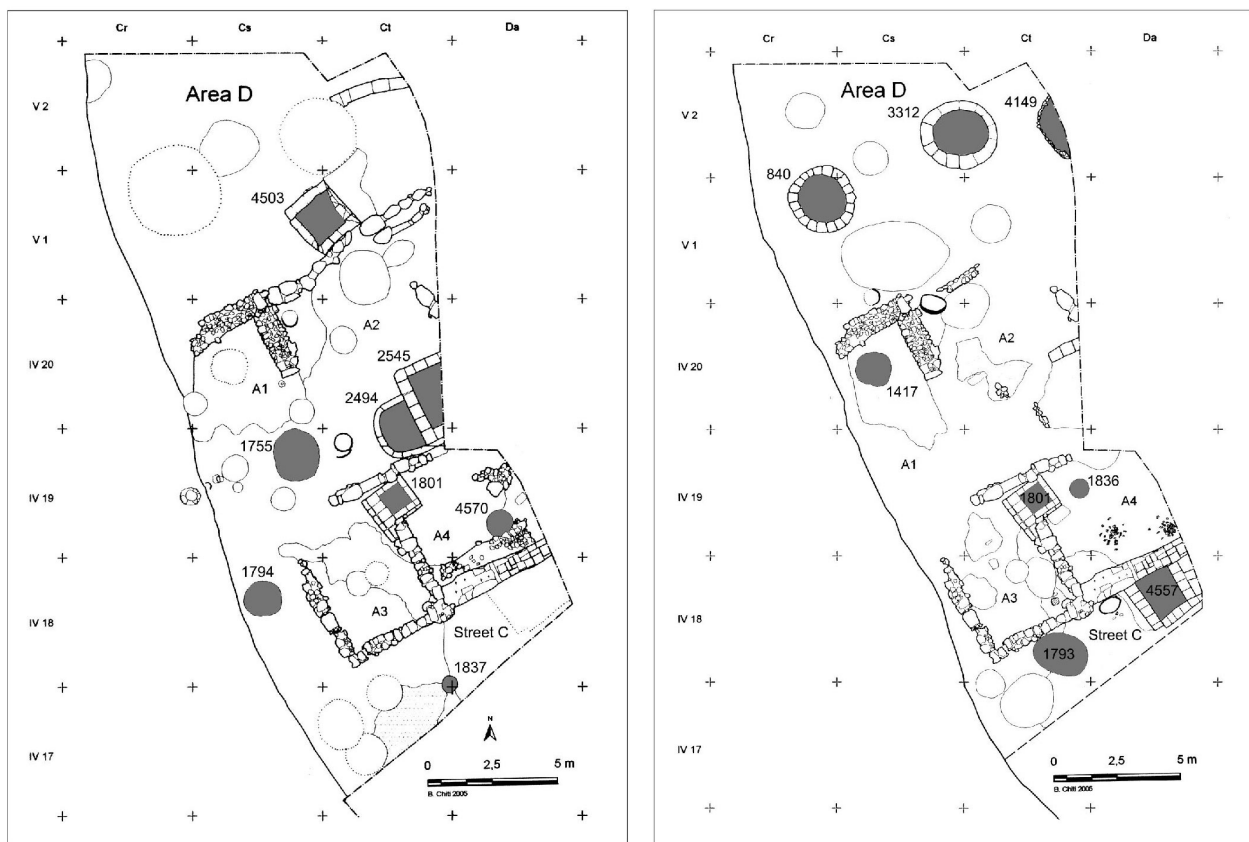 Cr Cs Ct Da
V 2
Area D
4503
V 1
A2
IV 20
2545
A1
2494
1755
1801
IV 19
4570
A4
1794
A3
IV 18
Street C
1837
N
IV 17
0 2,5 5 m
B. Chiti 2005
Cr Cs Ct Da
Area D
V 2
3312
4149
840
V 1
A2
IV 20
1417
A1
IV 19
1801
1836
A4
A3
4557
IV 18
Street C
1793
N
IV 17
0 2,5 5 m
B. Chiti 2005